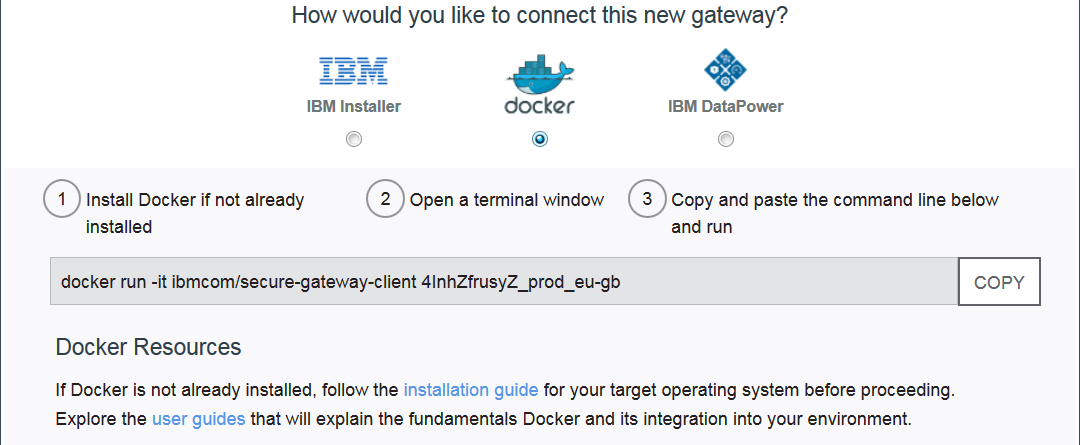 How would you like to connect this new gateway?
IBM docker
IBM Installer IBM DataPower
1 Install Docker if not already installed
2 Open a terminal window
3 Copy and paste the command line below and run
docker run -it ibmcom/secure-gateway-client 4InhZfrusyZ_prod_eu-gb COPY
Docker Resources
If Docker is not already installed, follow the installation guide for your target operating system before proceeding.
Explore the user guides that will explain the fundamentals Docker and its integration into your environment.